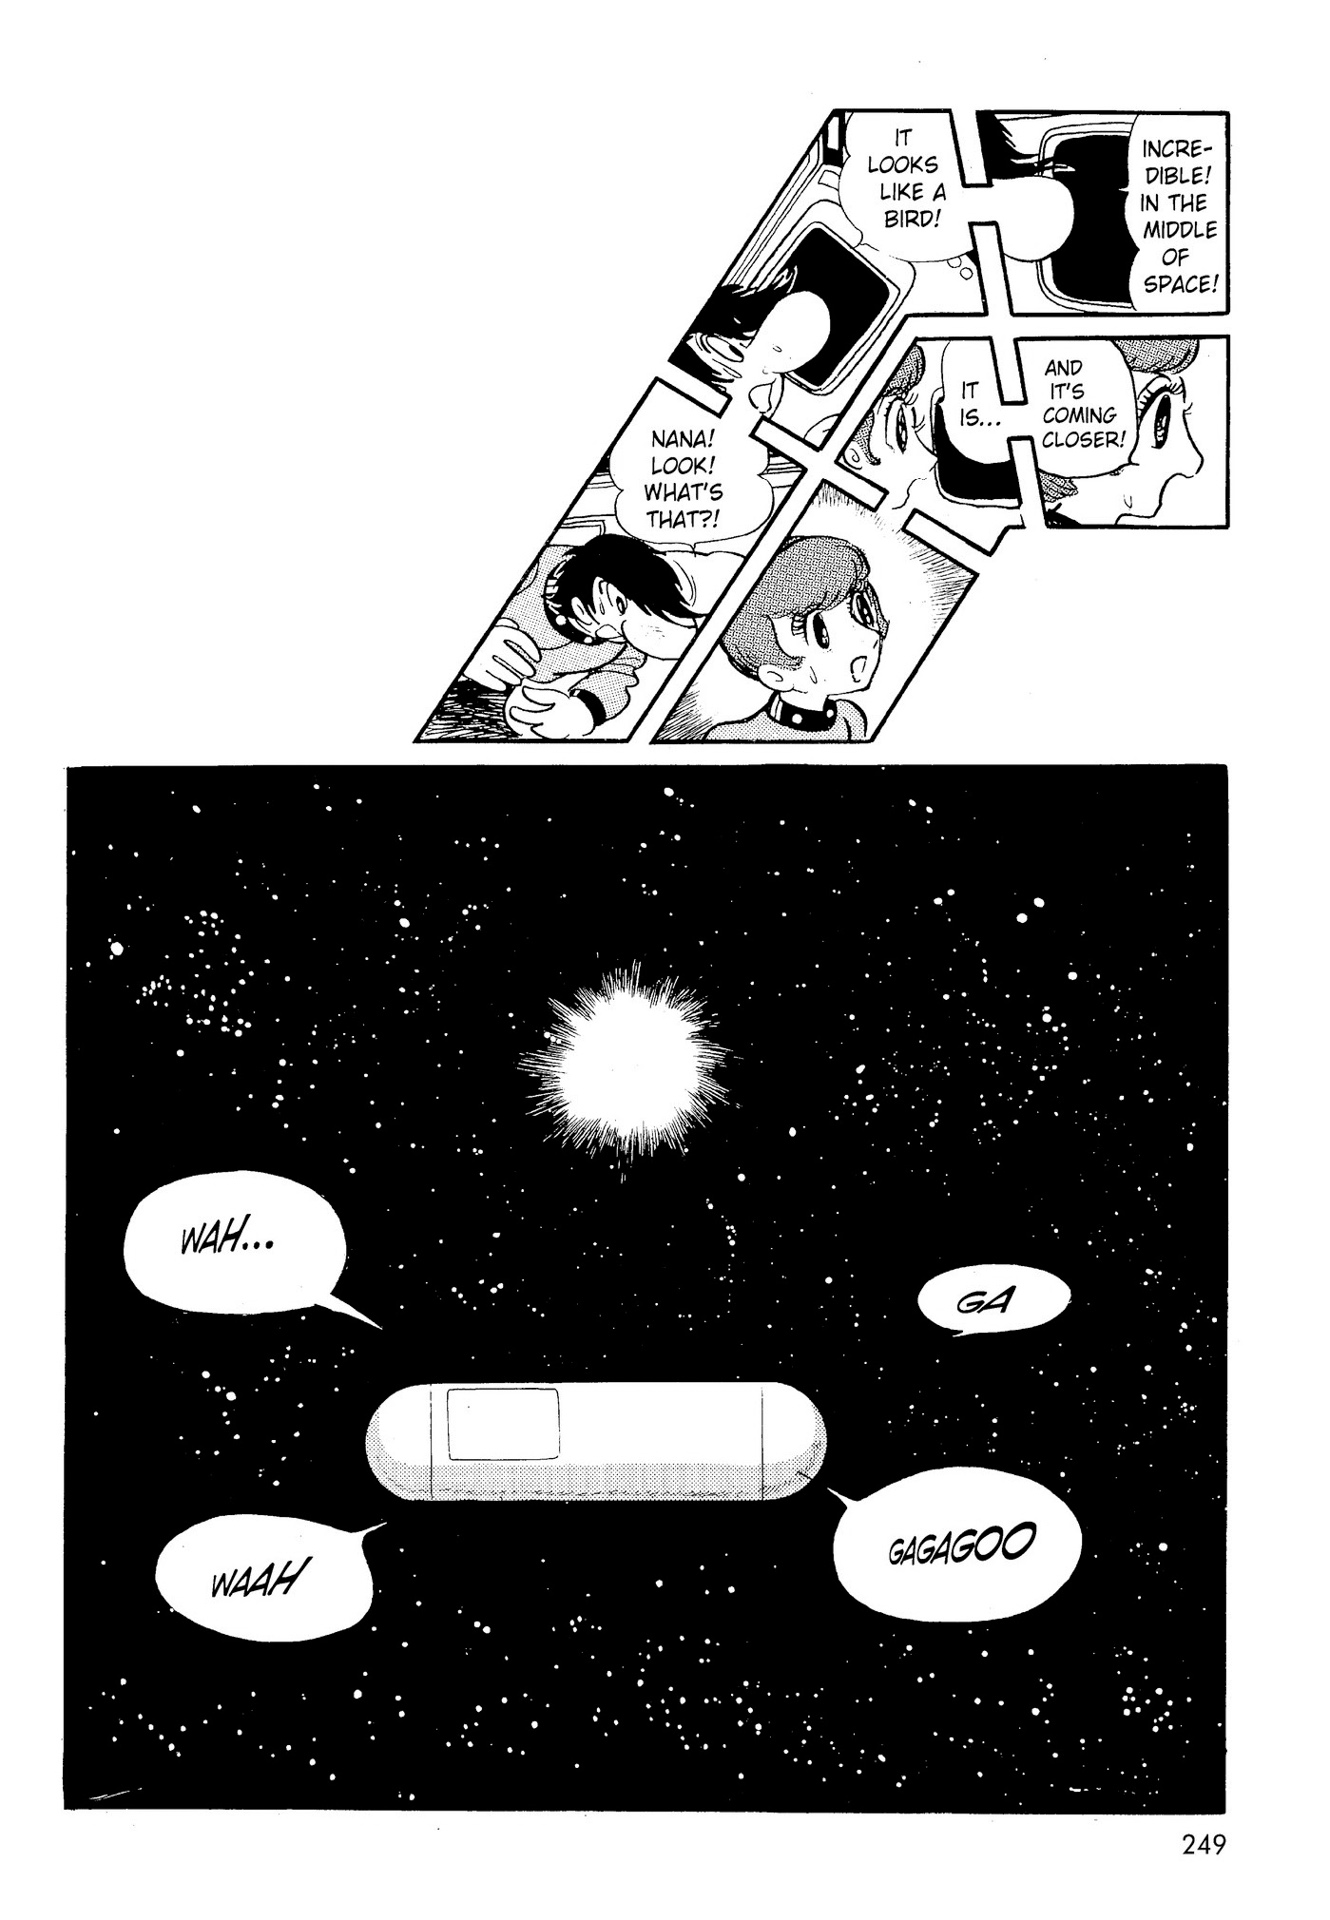 NANA!
LOOK!
WHAT'S
THAT?!
IT
LOOKS
LIKE A
BIRD!
INCRE-
DIBLE!
IN THE
MIDDLE
OF
SPACE!
IT
IS...
AND
IT'S
COMING
CLOSER!
WAH...
GA
WAAH
GAGAGOO
249